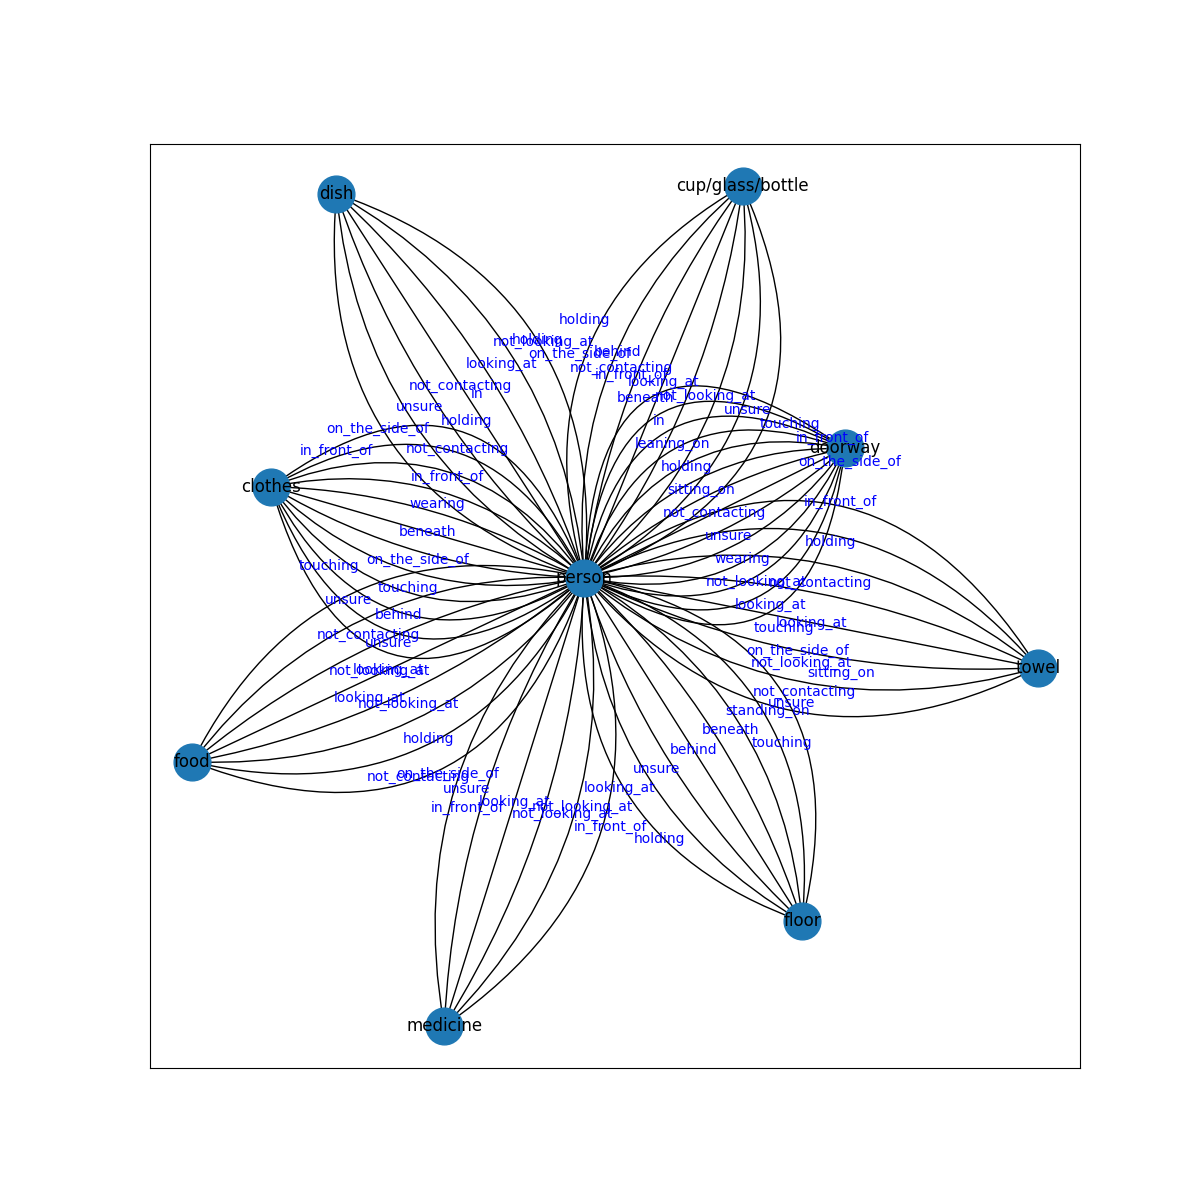 cup/glass/bottle
dish
holding
holding
not_looking_at
on_the_side_of
behind
looking_at
not_contacting
in_front_of
looking_at
not_contacting
in
beneath
not_looking_at
unsure
unsure
holding
in
touching
on_the_side_of
in_front_of
in_front_of
not_contacting
leaning_on
doorway
on_the_side_of
holding
in_front_of
clothes
sitting_on
wearing
in_front_of
not_contacting
beneath
unsure
holding
on_the_side_of
wearing
touching
person
not_looking_at
not_contacting
touching
unsure
looking_at
behind
looking_at
touching
not_contacting
unsure
on_the_side_of
not_looking_at
looking_at
not_looking_at
towel
sitting_on
looking_at
not_looking_at
not_contacting
unsure
standing_on
beneath
touching
holding
behind
food
unsure
on_the_side_of
not_contacting
unsure
looking_at
looking_at
in_front_of
not_looking_at
not_looking_at
in_front_of
holding
floor
medicine